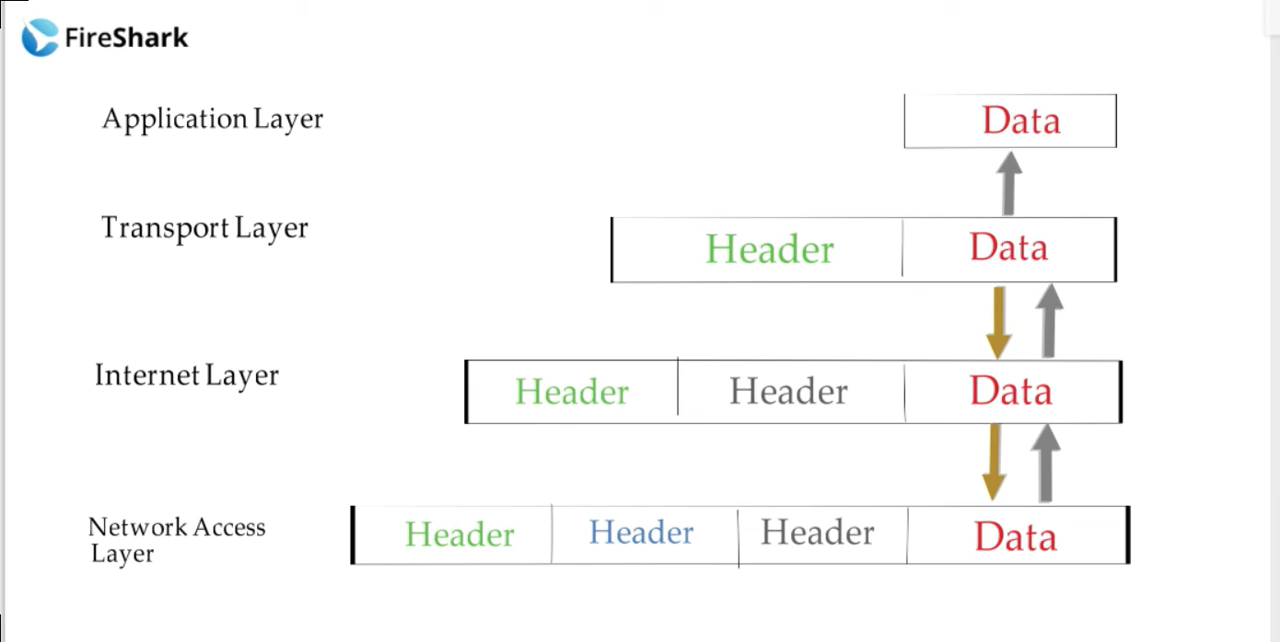 FireShark
Application Layer
Data
Transport Layer
Header
Data
Internet Layer
Header
Header
Data
Network Access
Layer
Header
Header
Header
Data